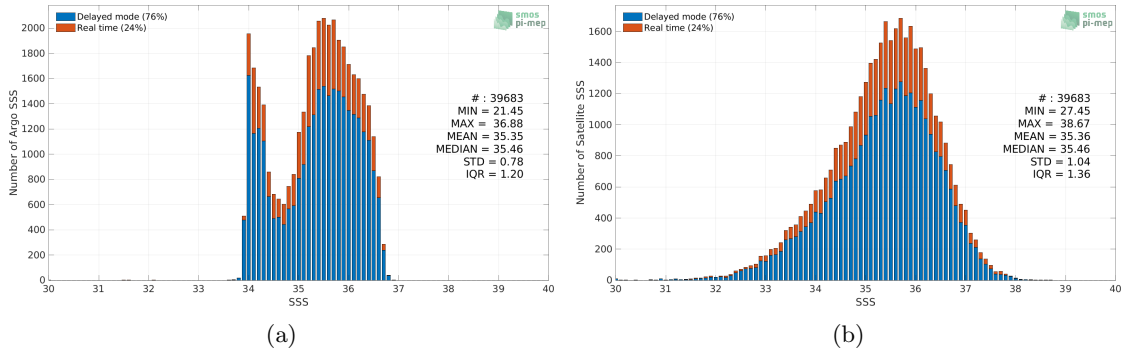 Delayed mode (76%)
Real time (24%)
smos
pi-mep
2000
1800
1600
1400
1200
1000
800
600
400
200
0
Number of Argo SSS
# : 39683
MIN = 21.45
MAX = 36.88
MEAN = 35.35
MEDIAN = 35.46
STD = 0.78
IQR = 1.20
30 31 32 33 34 35 36 37 38 39 40
SSS
(a)
Delayed mode (76%)
Real time (24%)
smos
pi-mep
1600
1400
1200
1000
800
600
400
200
0
Number of Satellite SSS
# : 39683
MIN = 27.45
MAX = 38.67
MEAN = 35.36
MEDIAN = 35.46
STD = 1.04
IQR = 1.36
30 31 32 33 34 35 36 37 38 39 40
SSS
(b)